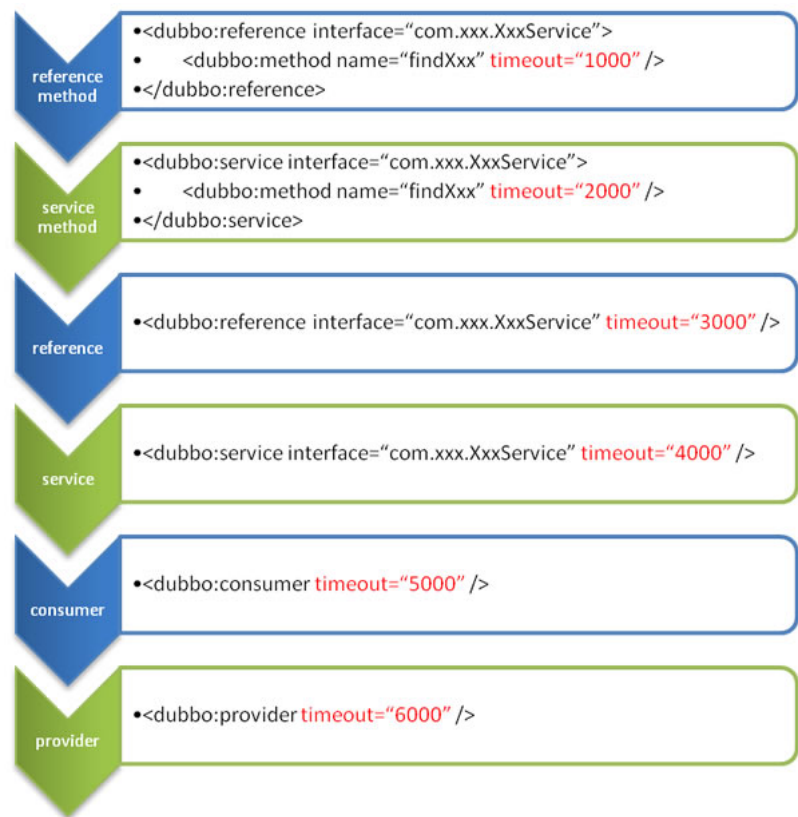 reference
method
•<dubbo:reference interface=“com.xxx.XxxService”>
• <dubbo:method name=“findXxx” timeout=“1000” />
•</dubbo:reference>
service
method
•<dubbo:service interface=“com.xxx.XxxService”>
• <dubbo:method name=“findXxx” timeout=“2000” />
•</dubbo:service>
reference
•<dubbo:reference interface=“com.xxx.XxxService” timeout=“3000” />
service
•<dubbo:service interface=“com.xxx.XxxService” timeout=“4000” />
consumer
•<dubbo:consumer timeout=“5000” />
provider
•<dubbo:provider timeout=“6000” />